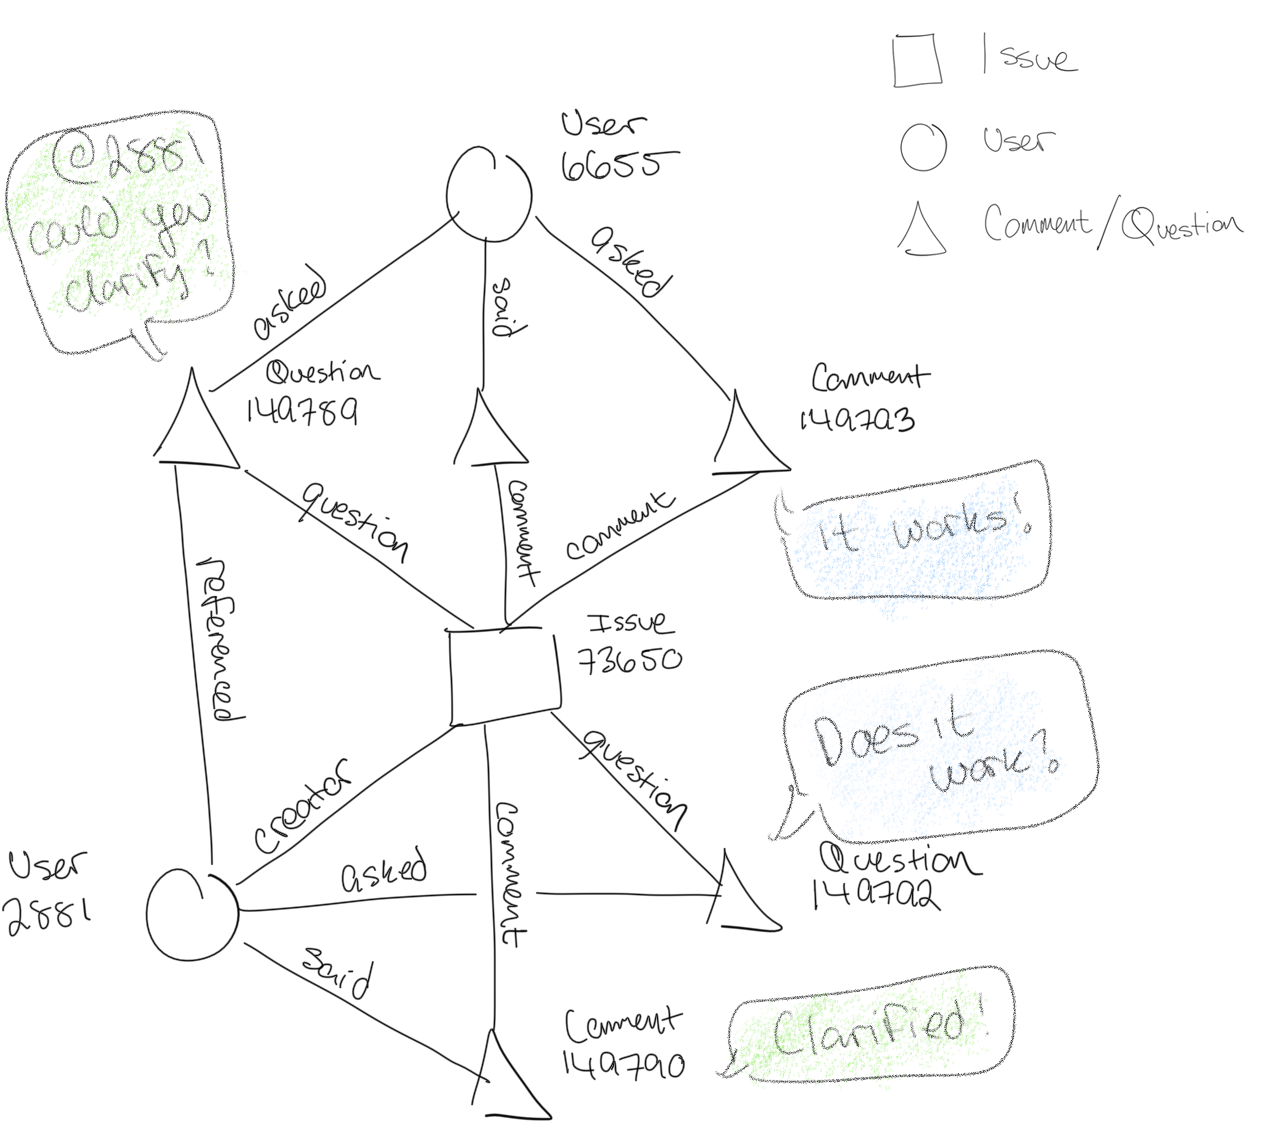 Issue
User
Comment/Question
@2881
could you
clarify?
User
6655
asked
said
asked
Question
149789
Comment
149793
question
comment
comment
It works!
referenced
Issue
73650
Does it
work?
creator
question
comment
User
2881
asked
Question
149792
said
Comment
149790
Clarified!